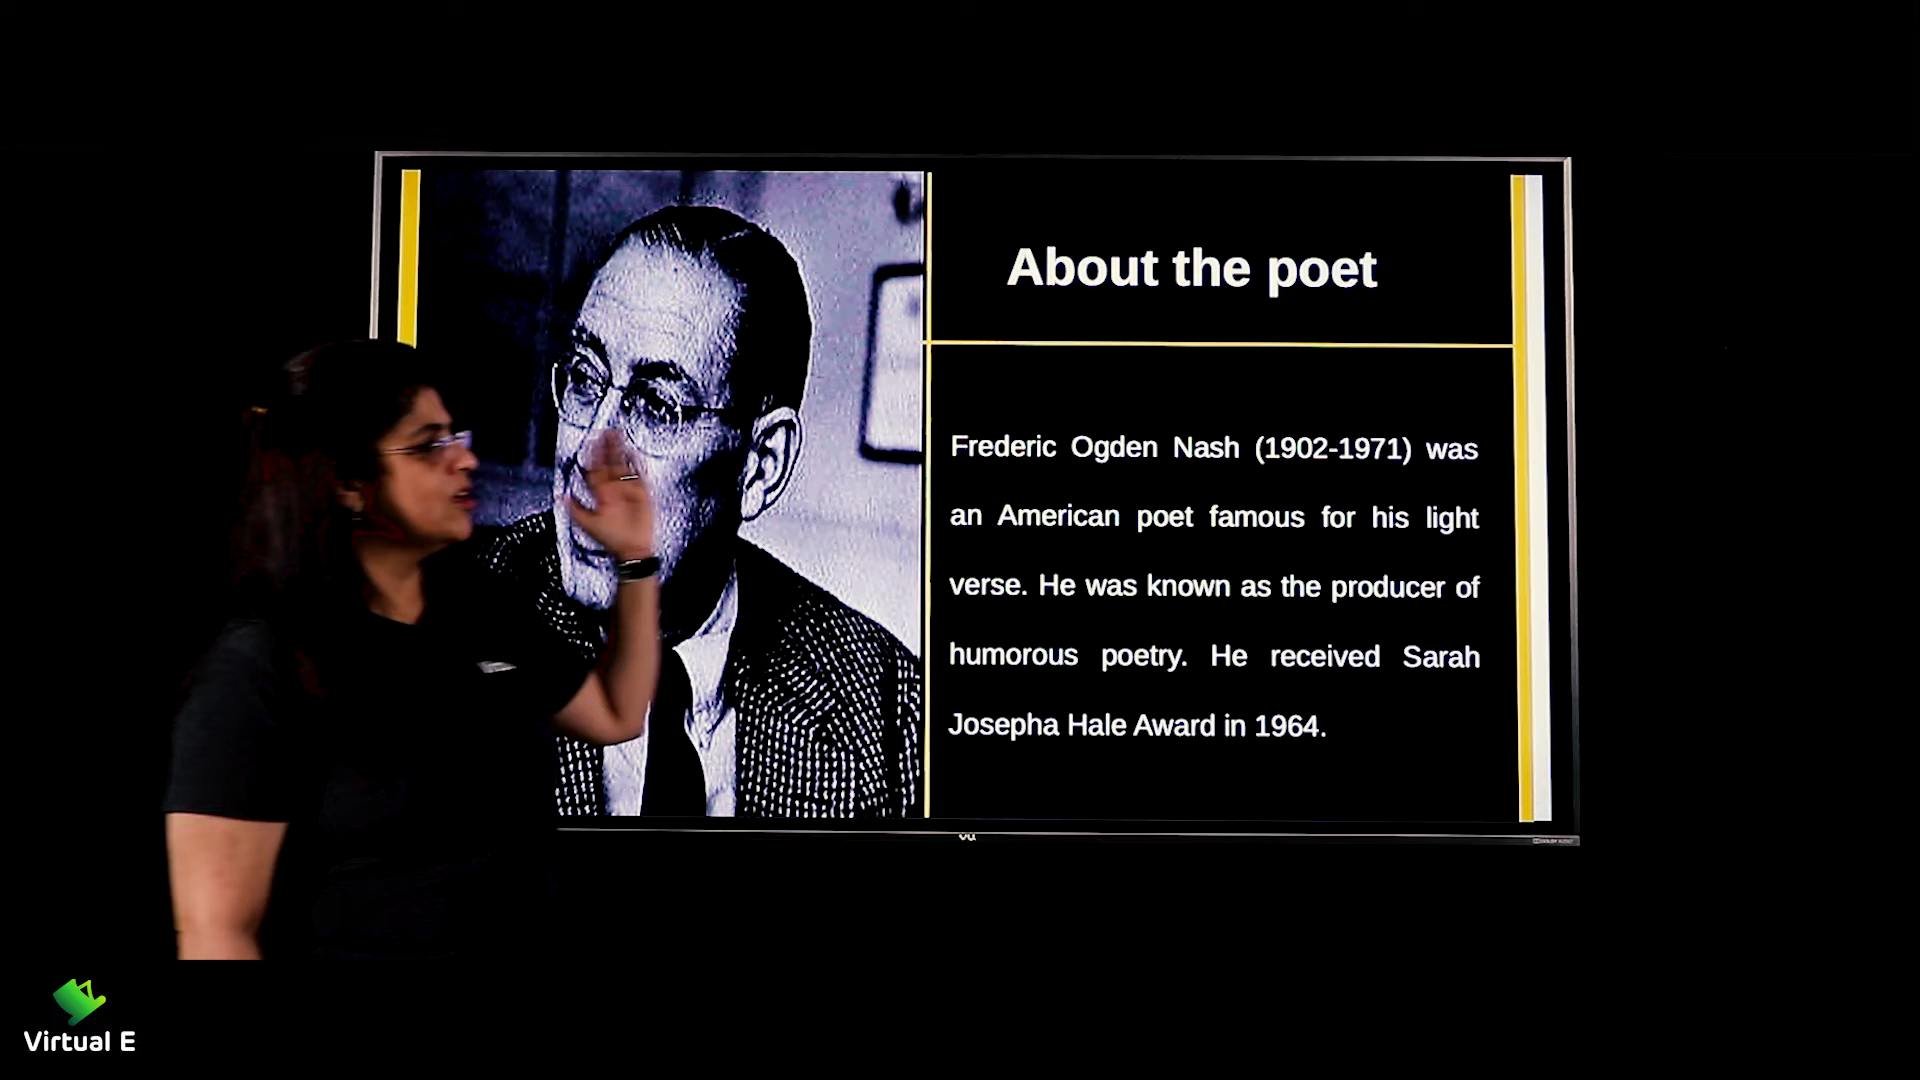 About the poet
Frederic Ogden Nash (1902-1971) was
an American poet famous for his light
verse. He was known as the producer of
humorous poetry. He received Sarah
Josepha Hale Award in 1964.
Virtual E